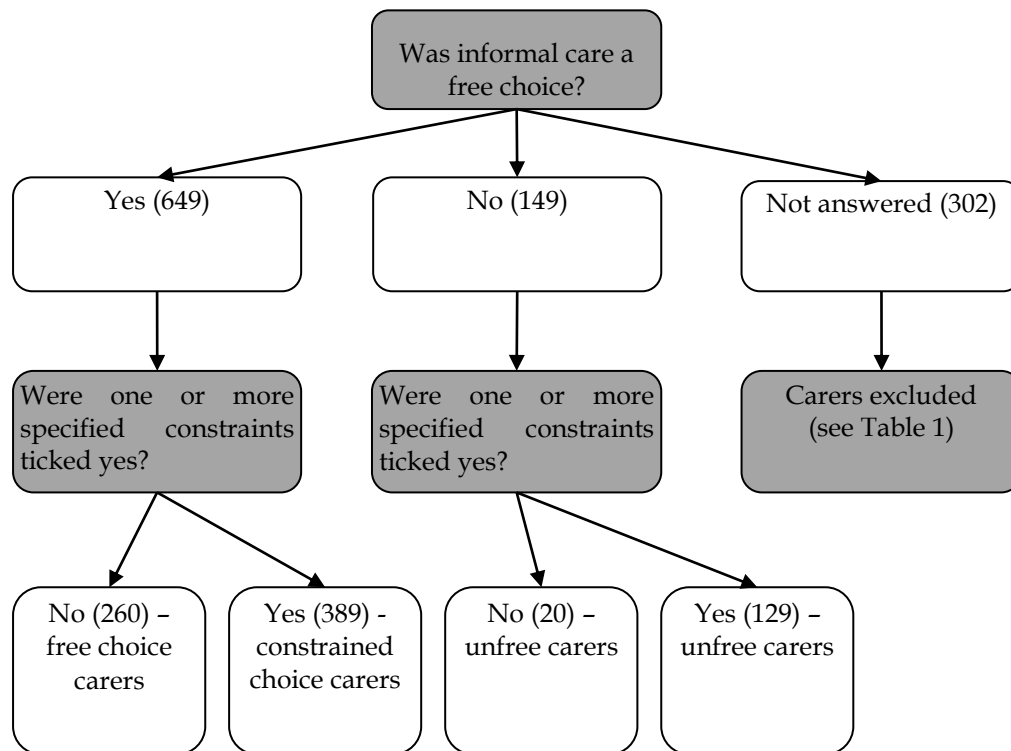 Was informal care a
free choice?
Yes (649)
No (149)
Not answered (302)
Were one or more
specified constraints
ticked yes?
Were one or more
specified constraints
ticked yes?
Carers excluded
(see Table 1)
No (260) –
free choice
carers
Yes (389) -
constrained
choice carers
No (20) –
unfree carers
Yes (129) –
unfree carers